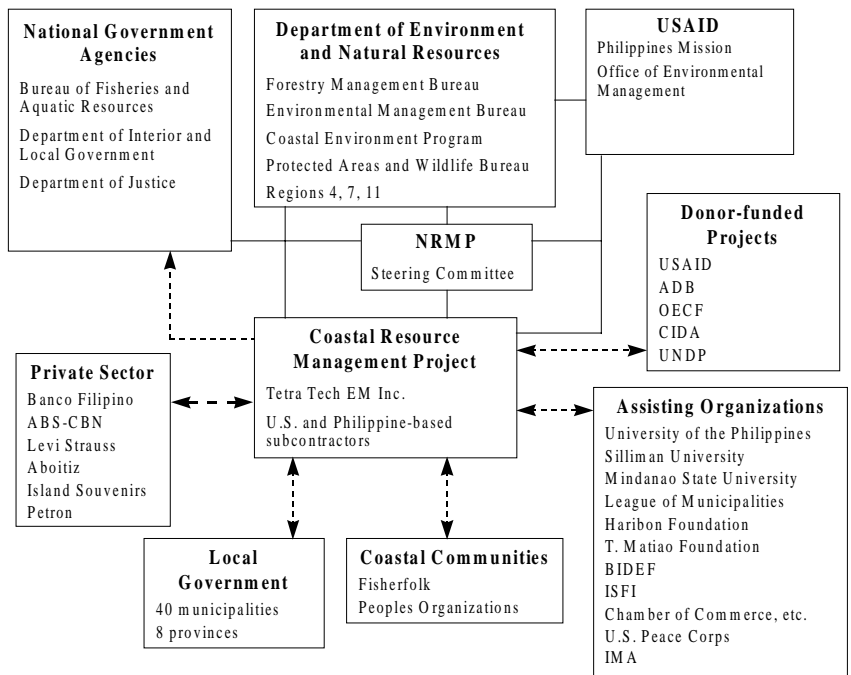 National Government
Agencies
Bureau of Fisheries and
Aquatic Resources
Department of Interior and
Local Government
Department of Justice
Department of Environment
and Natural Resources
Forestry Management Bureau
Environmental Management Bureau
Coastal Environment Program
Protected Areas and Wildlife Bureau
Regions 4, 7, 11
USAID
Philippines Mission
Office of Environmental
Management
NRMP
Steering Committee
Donor-funded
Projects
USAID
ADB
OECF
CIDA
UNDP
Coastal Resource
Management Project
Tetra Tech EM Inc.
U.S. and Philippine-based
subcontractors
Private Sector
Banco Filipino
ABS-CBN
Levi Strauss
Aboitiz
Island Souvenirs
Petron
Assisting Organizations
University of the Philippines
Silliman University
Mindanao State University
League of Municipalities
Haribon Foundation
T. Matiao Foundation
BIDEF
ISFI
Chamber of Commerce, etc.
U.S. Peace Corps
IMA
Local
Government
40 municipalities
8 provinces
Coastal Communities
Fisherfolk
Peoples Organizations